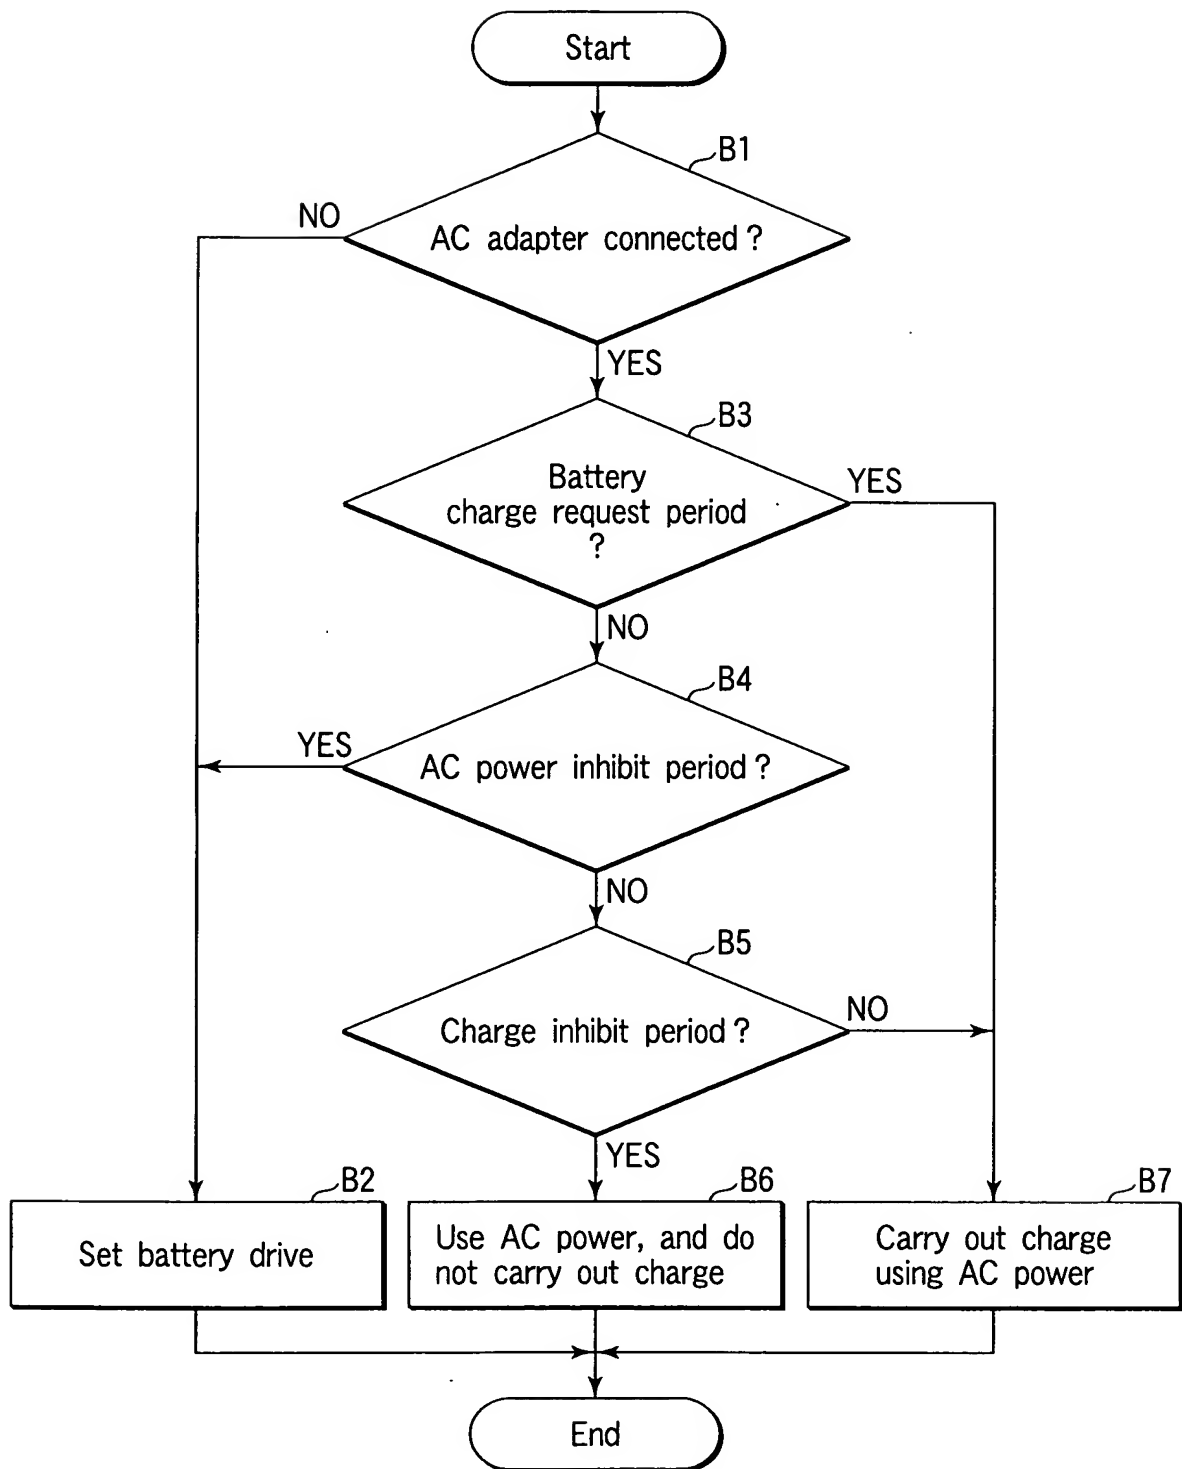 Start
B1
NO
AC adapter connected ?
YES
B3
Battery
charge request period
?
YES
NO
B4
YES
AC power inhibit period ?
NO
B5
Charge inhibit period ?
NO
YES
B2
B6
B7
Set battery drive
Use AC power, and do
not carry out charge
Carry out charge
using AC power
End